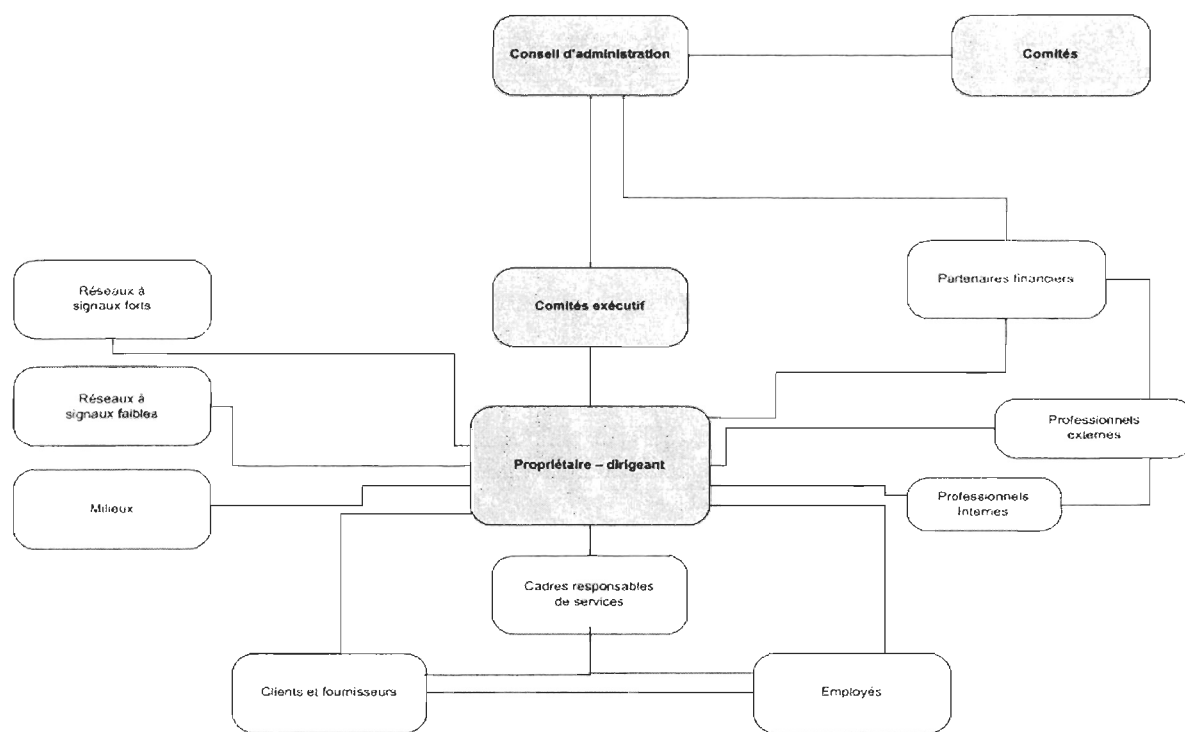 Conseil d'administration
Comités
Partenaires financiers
Réseaux à
signaux forts
Comités exécutif
Réseaux à
signaux faibles
Professionnels
externes
Propriétaire – dirigeant
Milieux
Professionnels
Internes
Cadres responsables
de services
Clients et fournisseurs
Employés